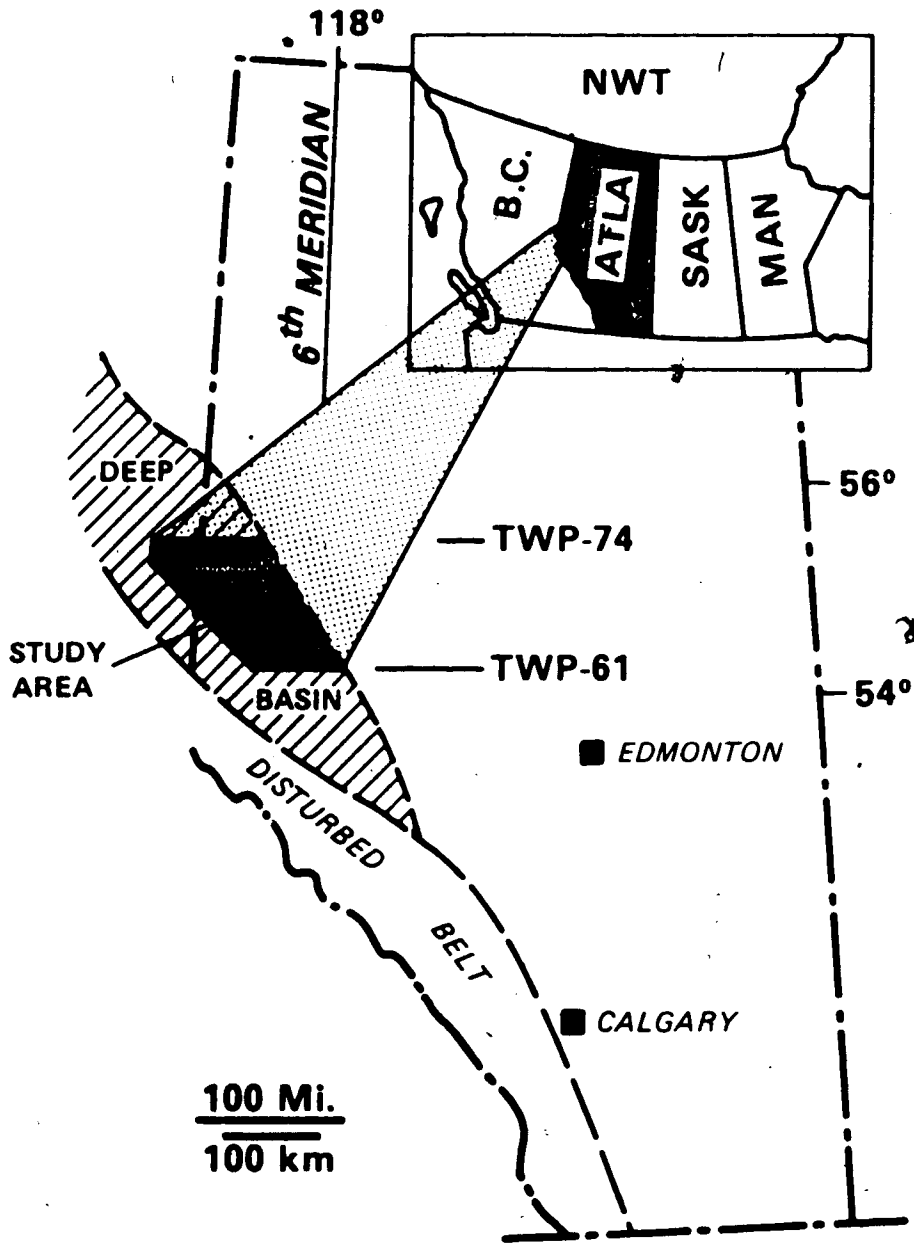 118°
NWT
B.C.
ATLA
SASK
MAN
6th MERIDIAN
DEEP
56°
TWP-74
STUDY
AREA
TWP-61
BASIN
54°
EDMONTON
DISTURBED
BELT
CALGARY
100 Mi.
100 km